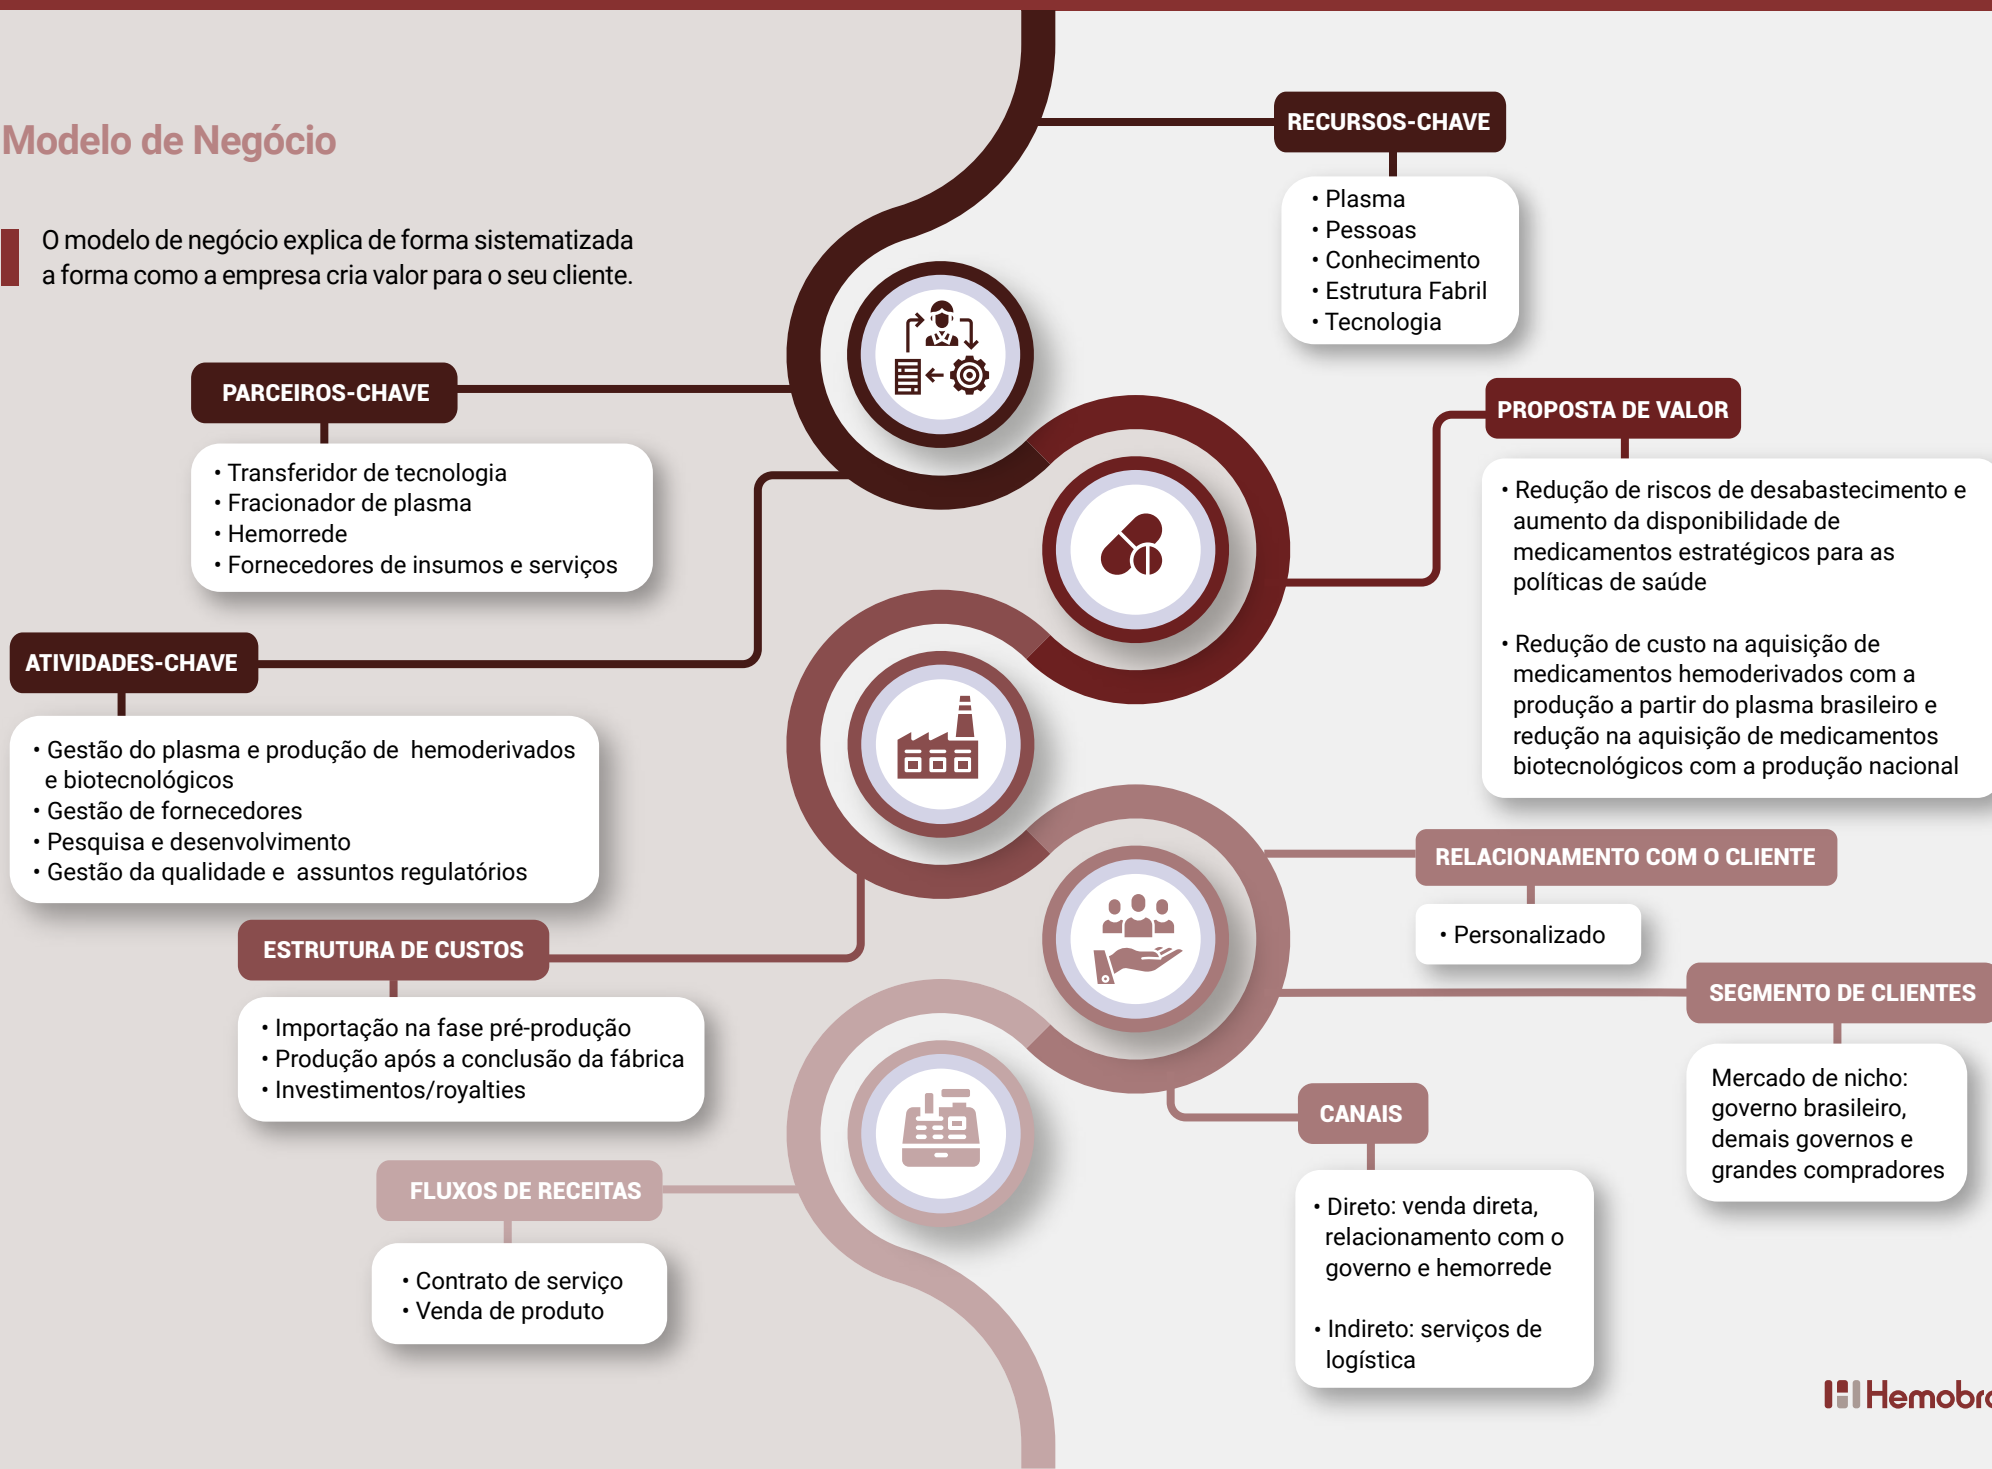 Modelo de Negócio
O modelo de negócio explica de forma sistematizada
a forma como a empresa cria valor para o seu cliente.
RECURSOS-CHAVE
• Plasma
• Pessoas
• Conhecimento
• Estrutura Fabril
• Tecnologia
PARCEIROS-CHAVE
• Transferidor de tecnologia
• Fracionador de plasma
• Hemorrede
• Fornecedores de insumos e serviços
PROPOSTA DE VALOR
• Redução de riscos de desabastecimento e
aumento da disponibilidade de
medicamentos estratégicos para as
políticas de saúde
• Redução de custo na aquisição de
medicamentos hemoderivados com a
produção a partir do plasma brasileiro e
redução na aquisição de medicamentos
biotecnológicos com a produção nacional
ATIVIDADES-CHAVE
• Gestão do plasma e produção de hemoderivados
e biotecnológicos
• Gestão de fornecedores
• Pesquisa e desenvolvimento
• Gestão da qualidade e assuntos regulatórios
RELACIONAMENTO COM O CLIENTE
• Personalizado
ESTRUTURA DE CUSTOS
• Importação na fase pré-produção
• Produção após a conclusão da fábrica
• Investimentos/royalties
SEGMENTO DE CLIENTES
Mercado de nicho:
governo brasileiro,
demais governos e
grandes compradores
CANAIS
• Direto: venda direta,
relacionamento com o
governo e hemorrede
• Indireto: serviços de
logística
FLUXOS DE RECEITAS
• Contrato de serviço
• Venda de produto